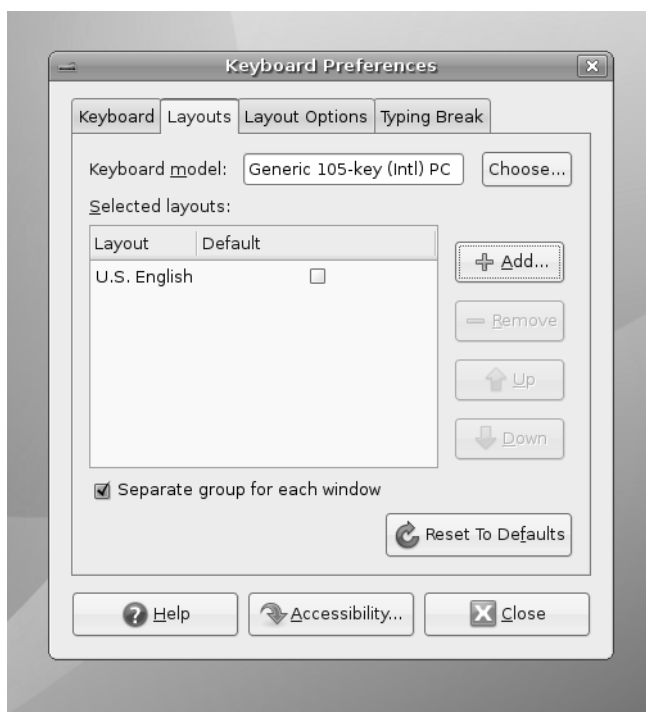 Keyboard Preferences
Keyboard Layouts Layout Options Typing Break
Keyboard model: Generic 105-key (Intl) PC Choose...
Selected layouts:
Layout Default
U.S. English
Add...
Remove
Up
Down
Separate group for each window
Reset To Defaults
Help Accessibility... Close